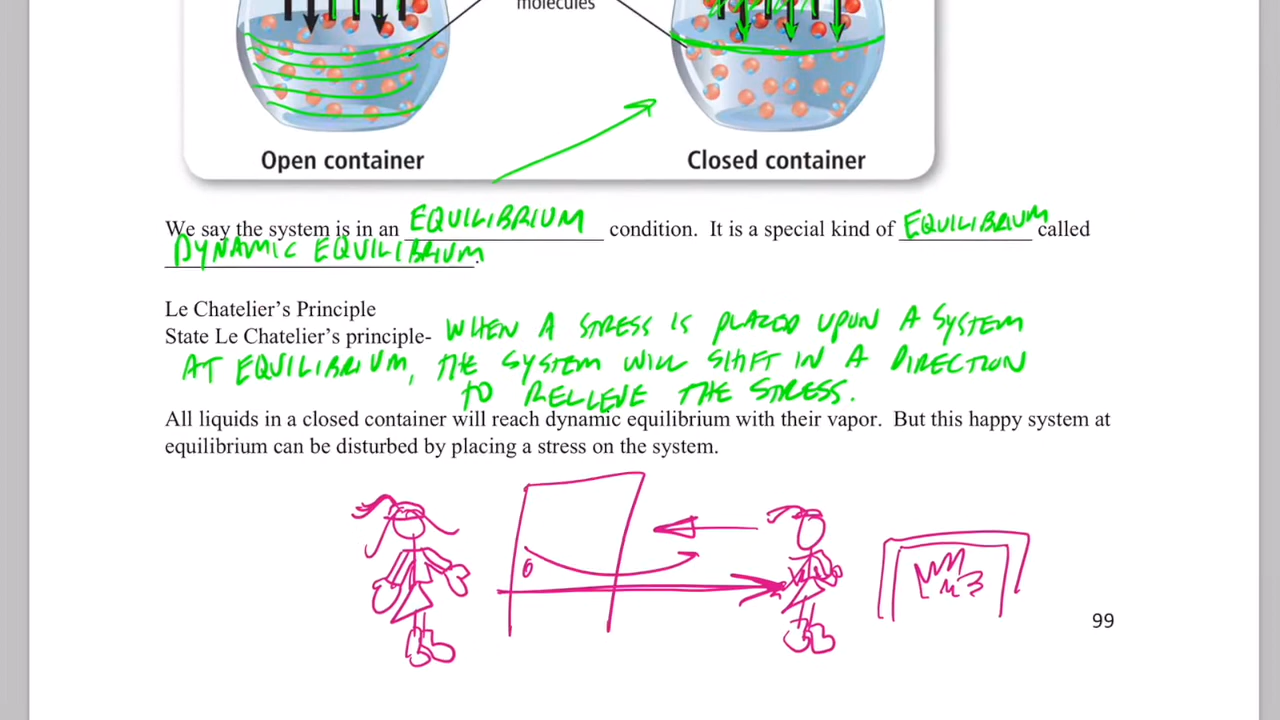 molecules
Open container
Closed container
We say the system is in an EQUILIBRIUM condition. It is a special kind of EQUILIBRIUM called
DYNAMIC EQUILIBRIUM.
Le Chatelier's Principle
State Le Chatelier's principle- WHEN A STRESS IS PLACED UPON A SYSTEM
AT EQUILIBRIUM, THE SYSTEM WILL SHIFT IN A DIRECTION
TO RELIEVE THE STRESS.
All liquids in a closed container will reach dynamic equilibrium with their vapor. But this happy system at
equilibrium can be disturbed by placing a stress on the system.
99